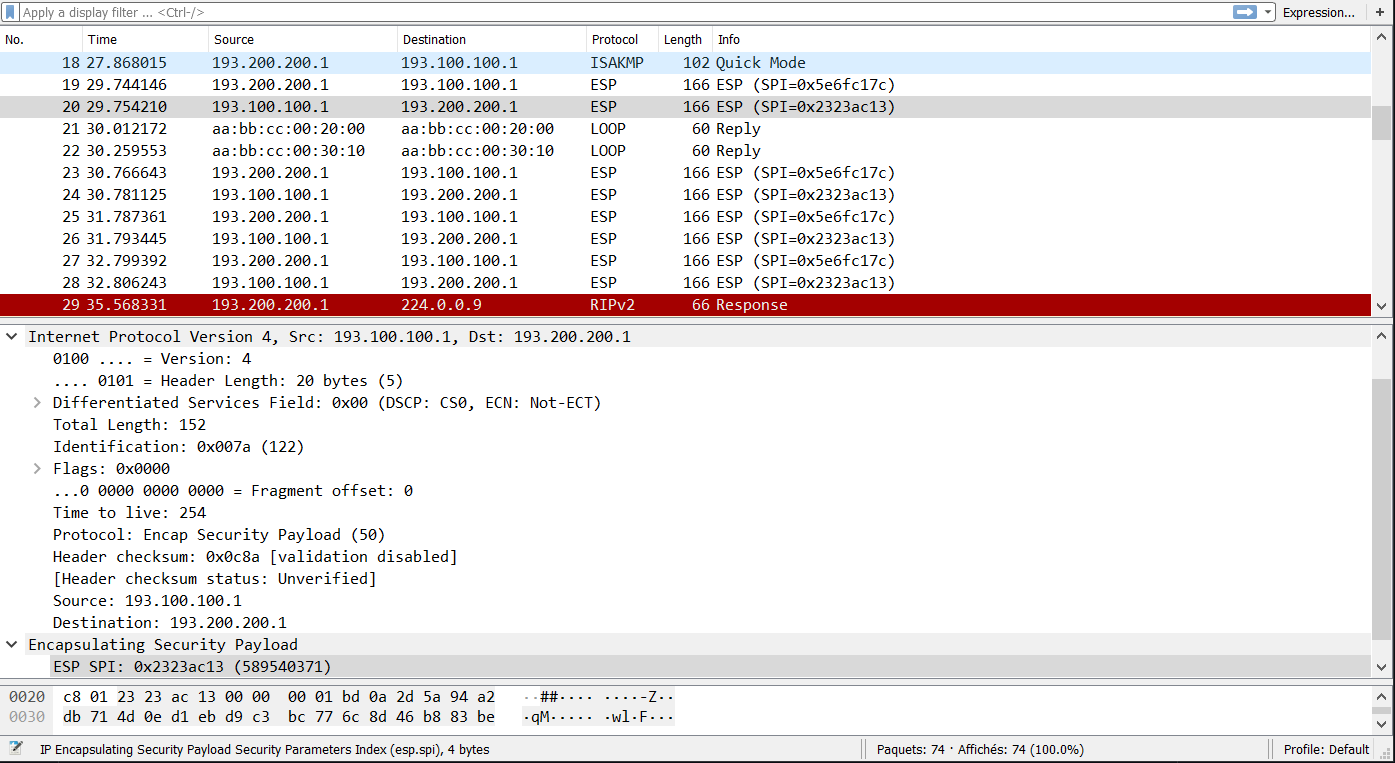 Apply a display filter ... <Ctrl-/> Expression... +
No. Time Source Destination Protocol Length Info
18 27.868015 193.200.200.1 193.100.100.1 ISAKMP 102 Quick Mode
19 29.744146 193.200.200.1 193.100.100.1 ESP 166 ESP (SPI=0x5e6fc17c)
20 29.754210 193.100.100.1 193.200.200.1 ESP 166 ESP (SPI=0x2323ac13)
21 30.012172 aa:bb:cc:00:20:00 aa:bb:cc:00:20:00 LOOP 60 Reply
22 30.259553 aa:bb:cc:00:30:10 aa:bb:cc:00:30:10 LOOP 60 Reply
23 30.766643 193.200.200.1 193.100.100.1 ESP 166 ESP (SPI=0x5e6fc17c)
24 30.781125 193.100.100.1 193.200.200.1 ESP 166 ESP (SPI=0x2323ac13)
25 31.787361 193.200.200.1 193.100.100.1 ESP 166 ESP (SPI=0x5e6fc17c)
26 31.793445 193.100.100.1 193.200.200.1 ESP 166 ESP (SPI=0x2323ac13)
27 32.799392 193.200.200.1 193.100.100.1 ESP 166 ESP (SPI=0x5e6fc17c)
28 32.806243 193.100.100.1 193.200.200.1 ESP 166 ESP (SPI=0x2323ac13)
29 35.568331 193.200.200.1 224.0.0.9 RIPv2 66 Response
Internet Protocol Version 4, Src: 193.100.100.1, Dst: 193.200.200.1
0100 .... = Version: 4
.... 0101 = Header Length: 20 bytes (5)
Differentiated Services Field: 0x00 (DSCP: CS0, ECN: Not-ECT)
Total Length: 152
Identification: 0x007a (122)
Flags: 0x0000
...0 0000 0000 0000 = Fragment offset: 0
Time to live: 254
Protocol: Encap Security Payload (50)
Header checksum: 0x0c8a [validation disabled]
[Header checksum status: Unverified]
Source: 193.100.100.1
Destination: 193.200.200.1
Encapsulating Security Payload
ESP SPI: 0x2323ac13 (589540371)
0020 c8 01 23 23 ac 13 00 00 00 01 bd 0a 2d 5a 94 a2 ··##···· ····-Z··
0030 db 71 4d 0e d1 eb d9 c3 bc 77 6c 8d 46 b8 83 be ·qM····· ·wl·F···
IP Encapsulating Security Payload Security Parameters Index (esp.spi), 4 bytes Paquets: 74 · Affichés: 74 (100.0%) Profile: Default